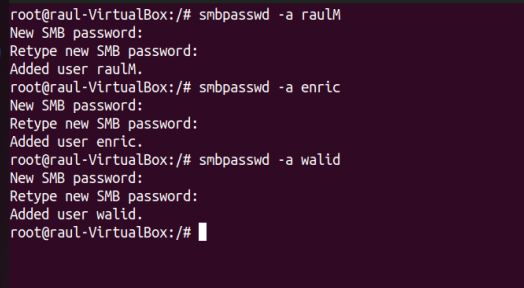 root@raul-VirtualBox:/# smbpasswd -a raulM
New SMB password:
Retype new SMB password:
Added user raulM.
root@raul-VirtualBox:/# smbpasswd -a enric
New SMB password:
Retype new SMB password:
Added user enric.
root@raul-VirtualBox:/# smbpasswd -a walid
New SMB password:
Retype new SMB password:
Added user walid.
root@raul-VirtualBox:/#